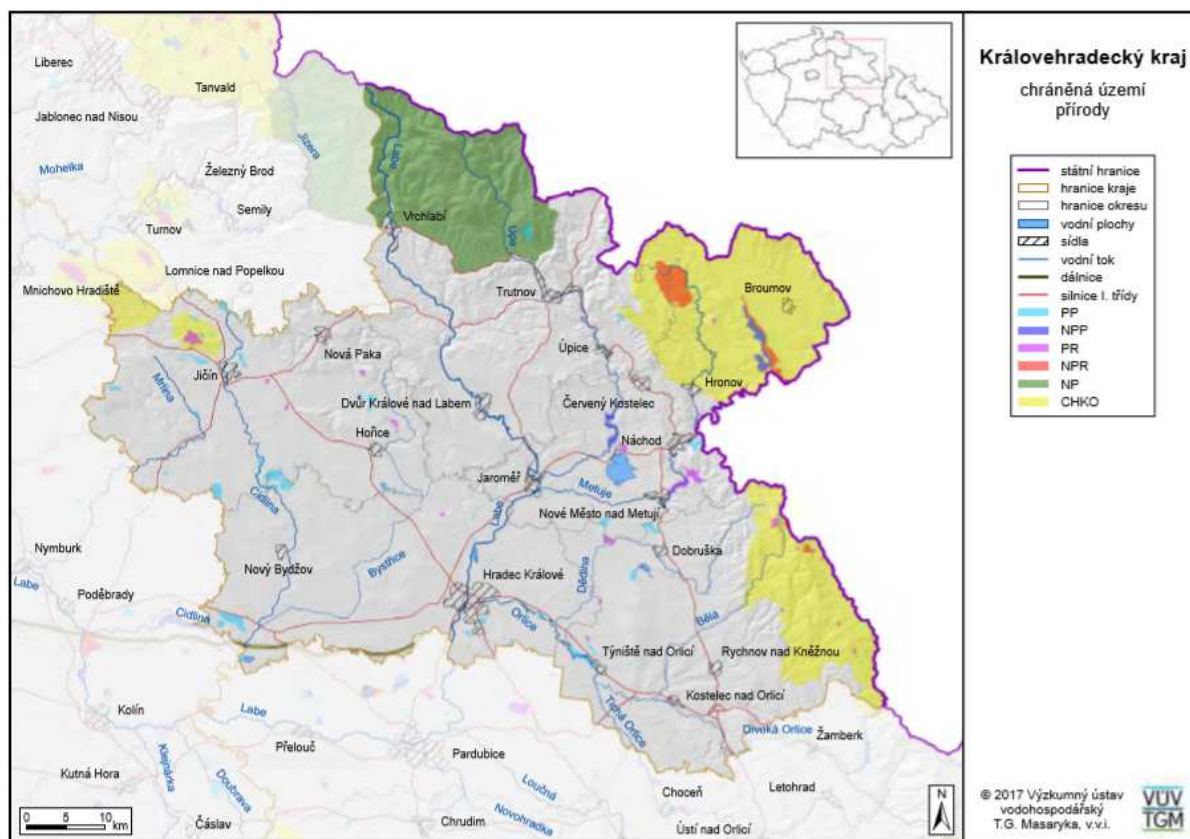 Královehradecký kraj
chráněná území
přírody
státní hranice
hranice kraje
hranice okresu
vodní plochy
sídla
vodní tok
dálnice
silnice I. třídy
PP
NPP
PR
NPR
NP
CHKO
Liberec
Tanvald
Jablonec nad Nisou
Jizera
Labe
Mohelka
Železný Brod
Semily
Vrchlabí
Turnov
Úpa
Lomnice nad Popelkou
Mnichovo Hradiště
Trutnov
Broumov
Nová Paka
Úpice
Jičín
Mrlina
Hronov
Dvůr Králové nad Labem
Červený Kostelec
Hořice
Náchod
Jaroměř
Metuje
Cidlina
Labe
Nové Město nad Metují
Nymburk
Nový Bydžov
Bystřice
Dědina
Dobruška
Labe
Poděbrady
Hradec Králové
Cidlina
Orlice
Bělá
Týniště nad Orlicí
Rychnov nad Kněžnou
Kostelec nad Orlicí
Kolín
Labe
Tichá Orlice
Divoká Orlice
Žamberk
Klejnárka
Přelouč
Pardubice
Kutná Hora
Doubrava
Loučná
Choceň
Letohrad
Novohradka
Čáslav
Chrudim
Ústí nad Orlicí
0 5 10
km
N
© 2017 Výzkumný ústav
vodohospodářský
T.G. Masaryka, v.v.i.
VÚV
TGM